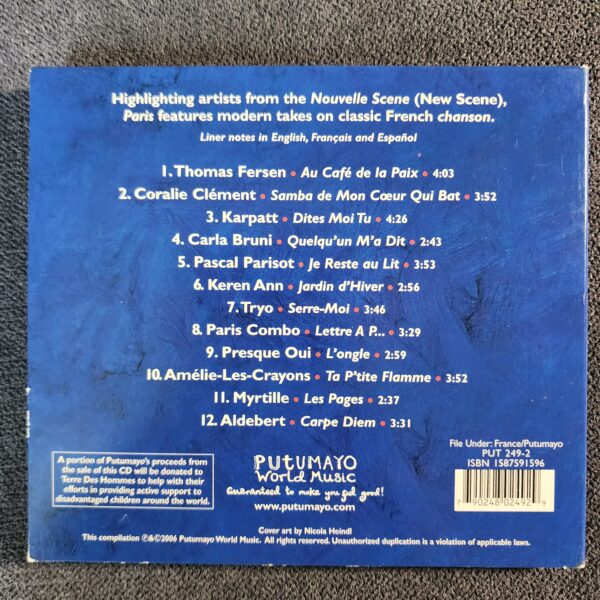 Highlighting artists from the Nouvelle Scene (New Scene),
Paris features modern takes on classic French chanson.
Liner notes in English, Français and Español
1. Thomas Fersen • Au Café de la Paix • 4:03
2. Coralie Clément • Samba de Mon Cœur Qui Bat • 3:52
3. Karpatt • Dites Moi Tu • 4:26
4. Carla Bruni • Quelqu'un M'a Dit • 2:43
5. Pascal Parisot • Je Reste au Lit • 3:53
6. Keren Ann • Jardin d'Hiver • 2:56
7. Tryo • Serre-Moi • 3:46
8. Paris Combo • Lettre A P... • 3:29
9. Presque Oui • L'ongle • 2:59
10. Amélie-Les-Crayons • Ta P'tite Flamme • 3:52
11. Myrtille • Les Pages • 2:37
12. Aldebert • Carpe Diem • 3:31
A portion of Putumayo's proceeds from
the sale of this CD will be donated to
Terre Des Hommes to help with their
efforts in providing active support to
disadvantaged children around the world.
PUTUMAYO
World Music
Guaranteed to make you feel good!
www.putumayo.com
File Under: France/Putumayo
PUT 249-2
ISBN 1587591596
7 90248 02492 9
Cover art by Nicola Heindl
This compilation ℗&©2006 Putumayo World Music. All rights reserved. Unauthorized duplication is a violation of applicable laws.